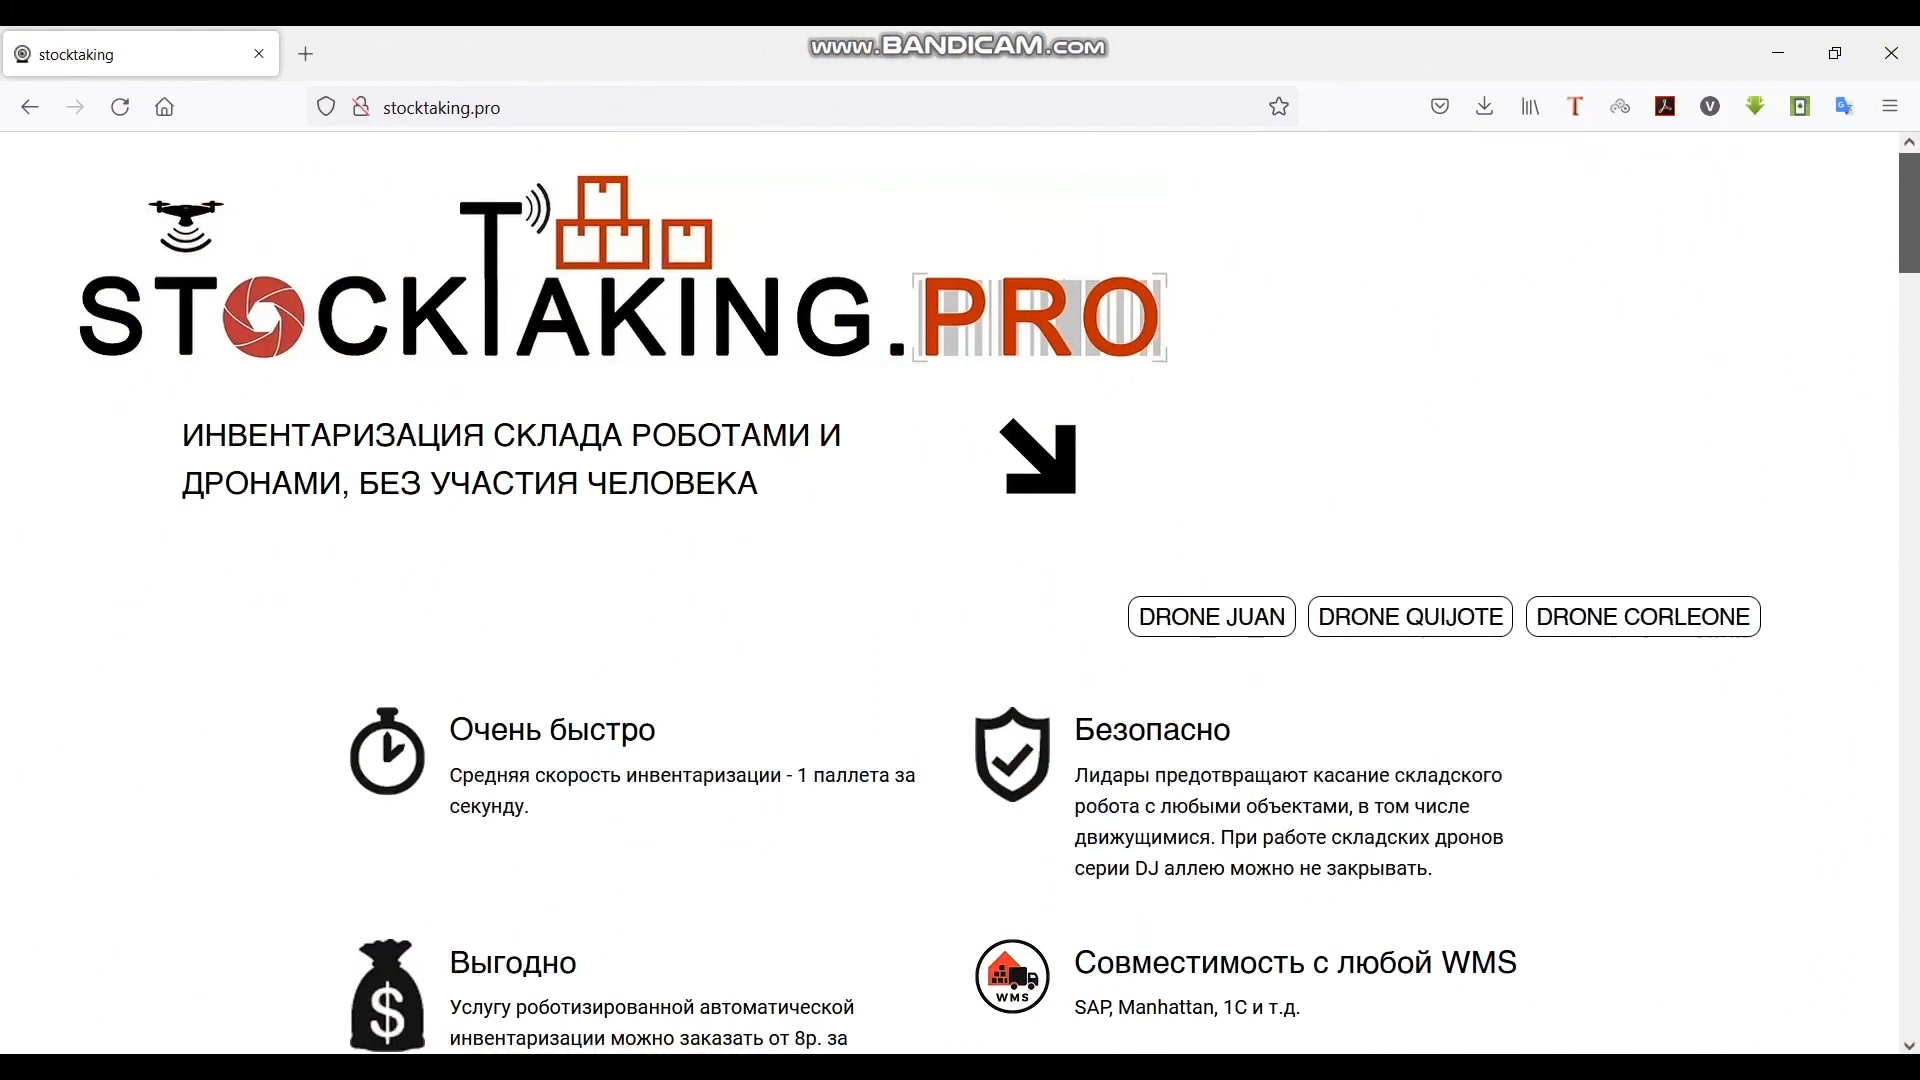 stocktaking
www.BANDICAM.com
stocktaking.pro
STOCKTAKING.PRO
ИНВЕНТАРИЗАЦИЯ СКЛАДА РОБОТАМИ И
ДРОНАМИ, БЕЗ УЧАСТИЯ ЧЕЛОВЕКА
DRONE JUAN
DRONE QUIJOTE
DRONE CORLEONE
Очень быстро
Средняя скорость инвентаризации - 1 паллета за
секунду.
Безопасно
Лидары предотвращают касание складского
робота с любыми объектами, в том числе
движущимися. При работе складских дронов
серии DJ аллею можно не закрывать.
Выгодно
Услугу роботизированной автоматической
инвентаризации можно заказать от 8р. за
WMS
Совместимость с любой WMS
SAP, Manhattan, 1С и т.д.